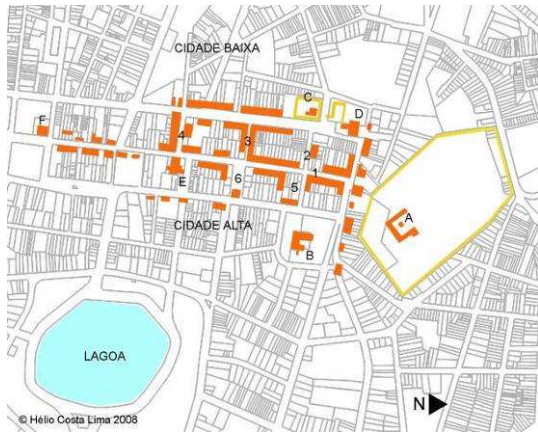 CIDADE BAIXA
C
D
F
4
3
2
1
E
6
5
A
CIDADE ALTA
B
LAGOA
N
© Hélio Costa Lima 2008